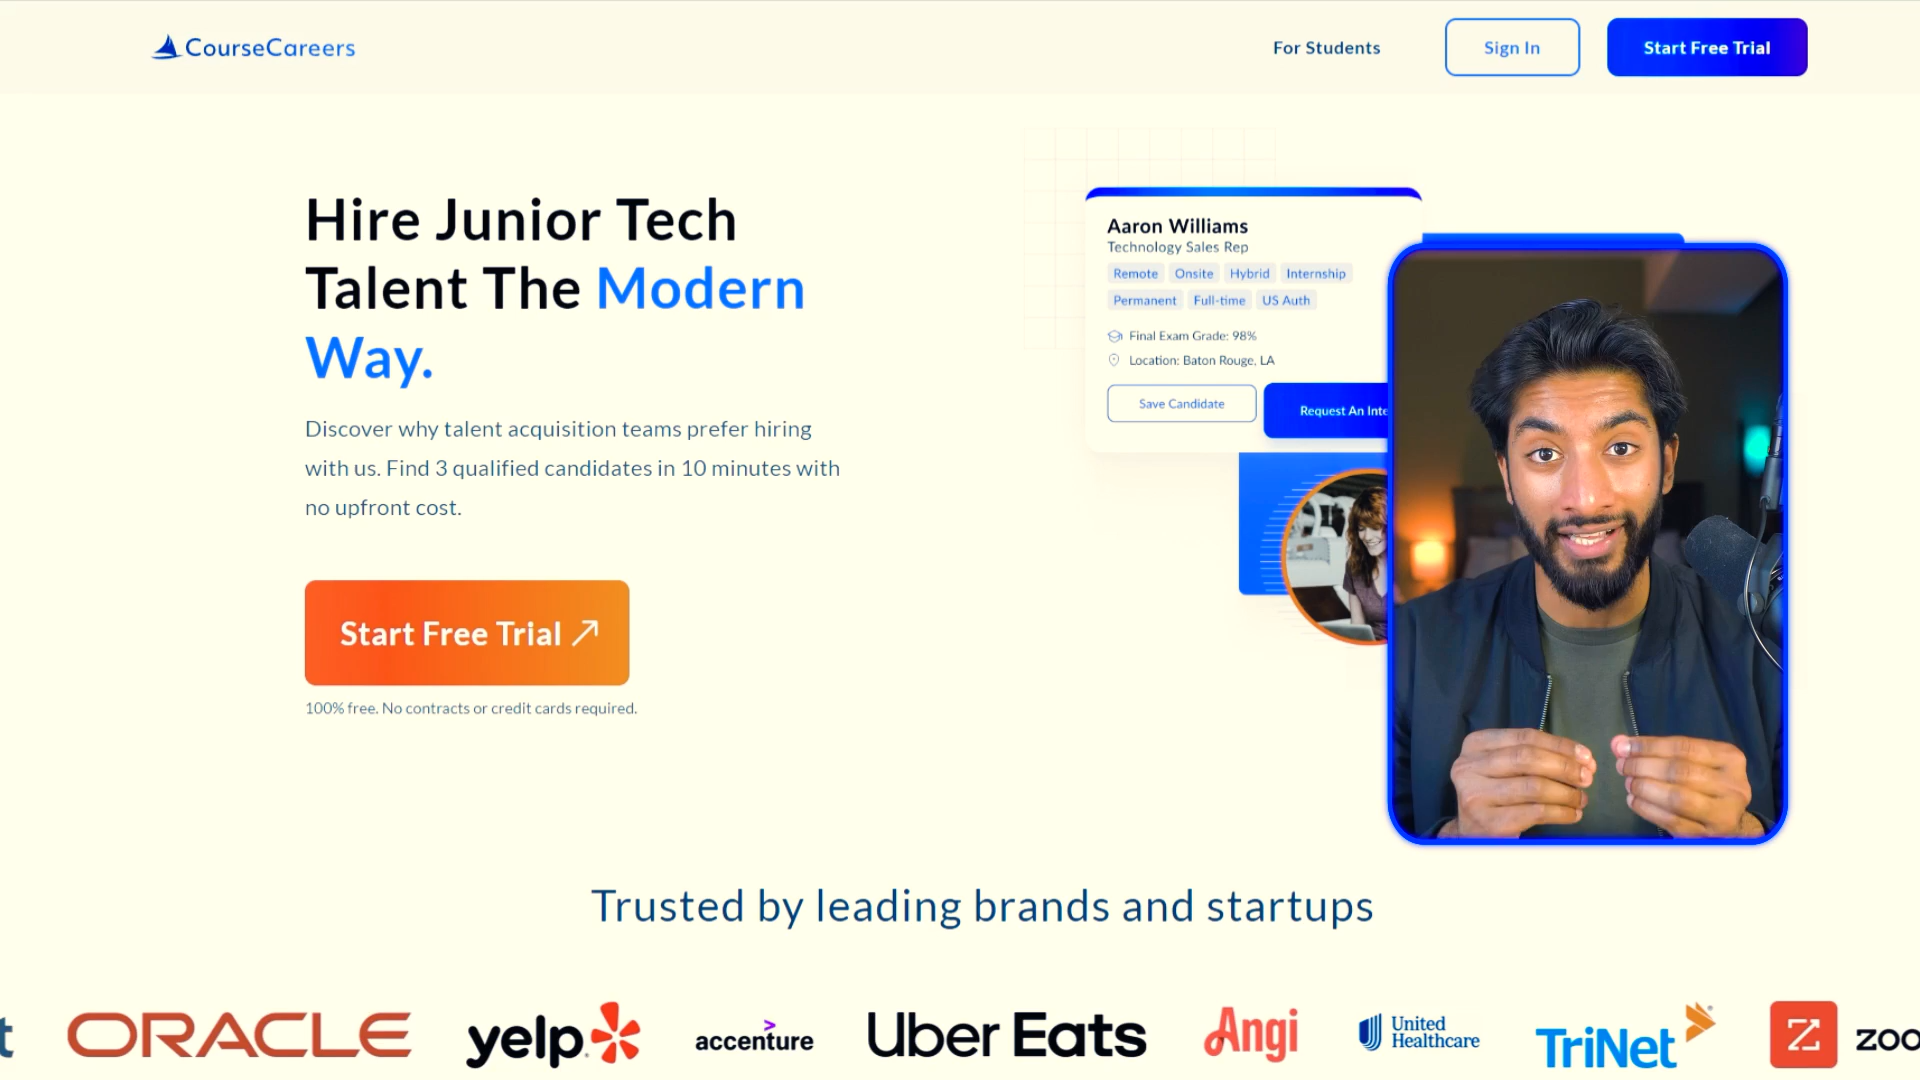 CourseCareers
For Students
Sign In
Start Free Trial
Hire Junior Tech
Talent The Modern
Way.
Discover why talent acquisition teams prefer hiring
with us. Find 3 qualified candidates in 10 minutes with
no upfront cost.
Start Free Trial
100% free. No contracts or credit cards required.
Aaron Williams
Technology Sales Rep
Remote Onsite Hybrid Internship
Permanent Full-time US Auth
Final Exam Grade: 98%
Location: Baton Rouge, LA
Save Candidate
Request An Inte
Trusted by leading brands and startups
t
ORACLE
yelp
accenture
Uber Eats
Angi
United
Healthcare
TriNet
Z
zoo